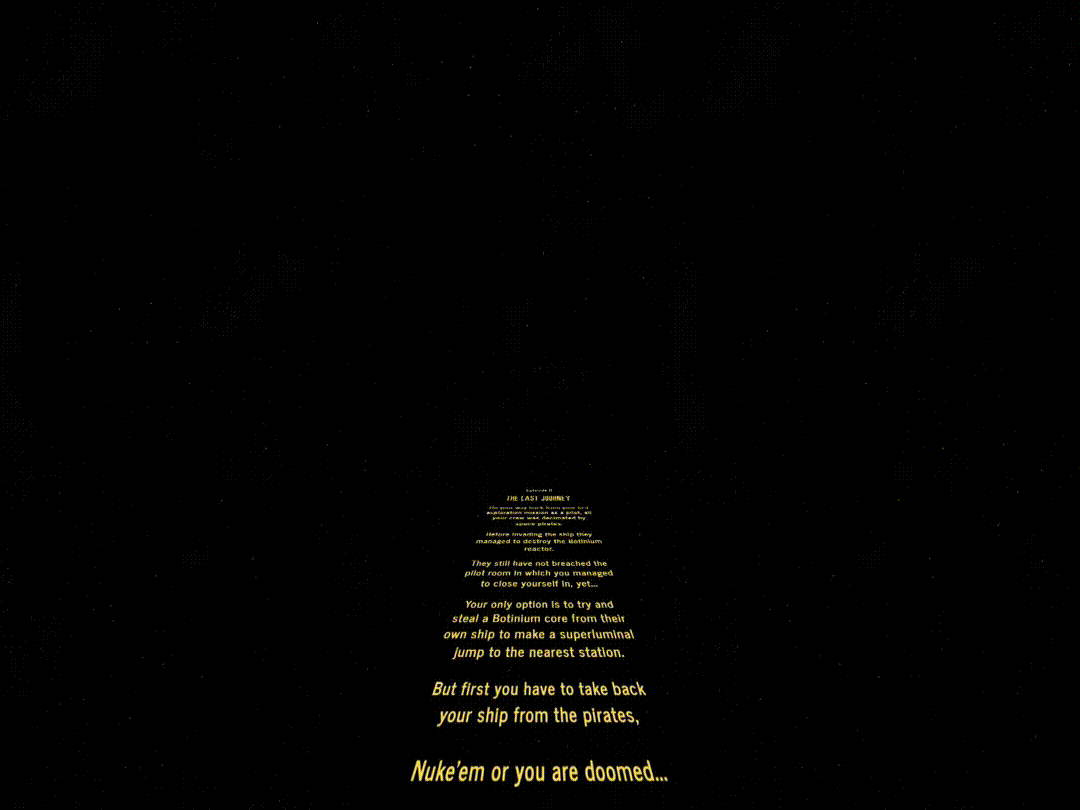 Episode II
THE LAST JOURNEY
On your way back from your last
exploration mission as a pilot, all
your crew was decimated by
space pirates.
Before invading the ship they
managed to destroy the Botinium
reactor.
They still have not breached the
pilot room in which you managed
to close yourself in, yet...
Your only option is to try and
steal a Botinium core from their
own ship to make a superluminal
jump to the nearest station.
But first you have to take back
your ship from the pirates,
Nuke'em or you are doomed...